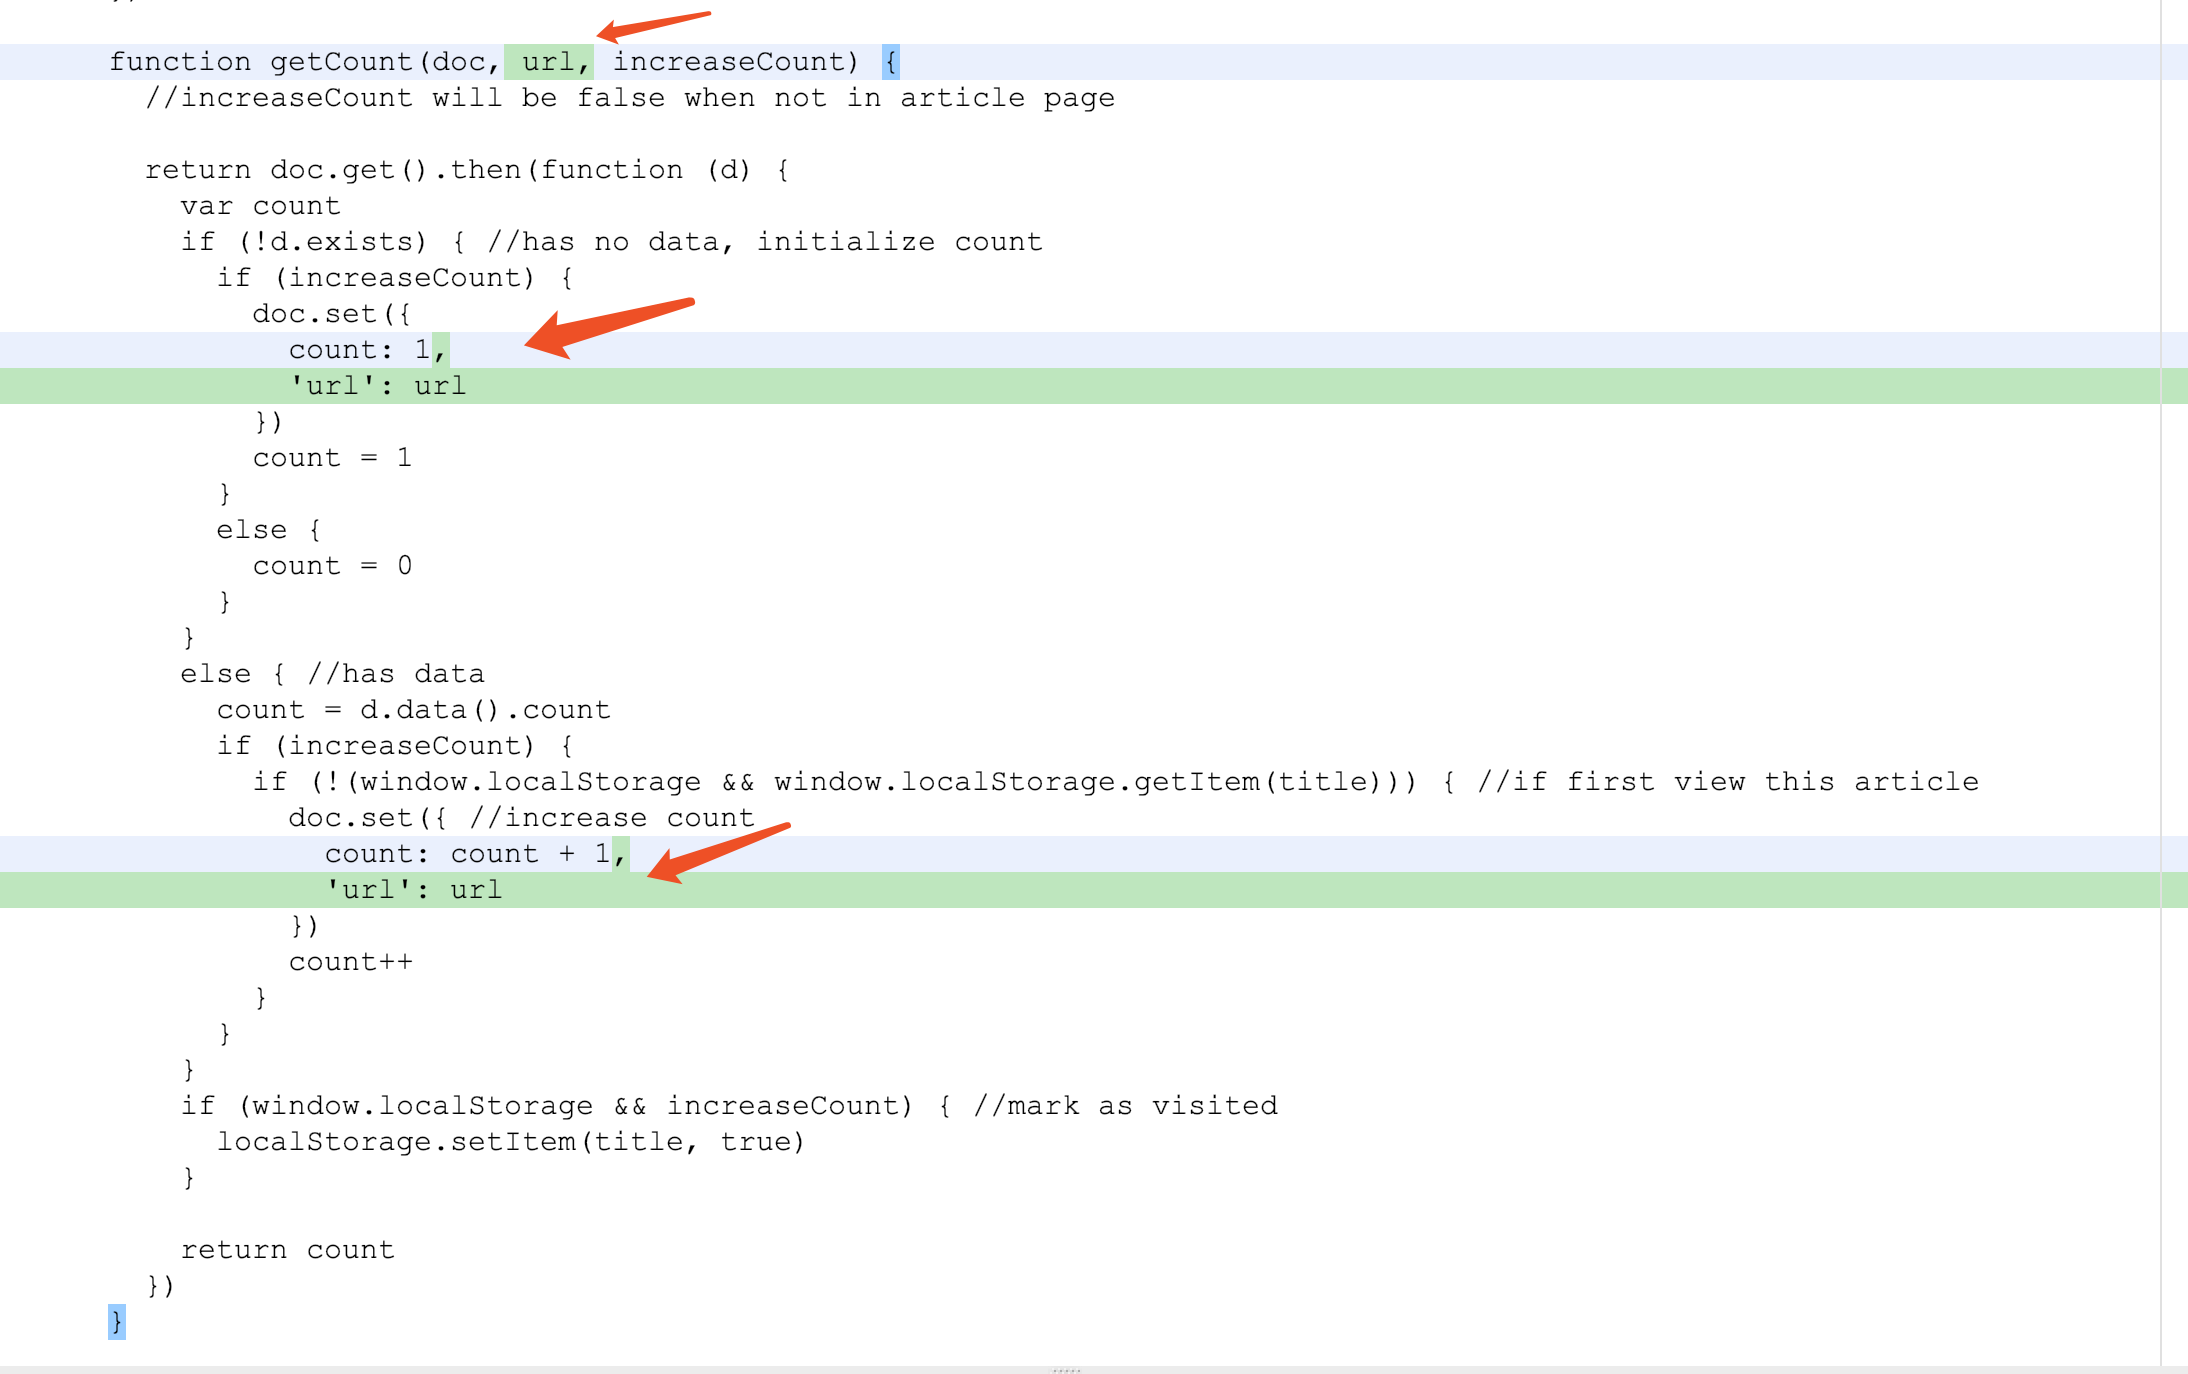 function getCount(doc, url, increaseCount) {
//increaseCount will be false when not in article page
return doc.get().then(function (d) {
var count
if (!d.exists) { //has no data, initialize count
if (increaseCount) {
doc.set({
count: 1,
'url': url
})
count = 1
}
else {
count = 0
}
}
else { //has data
count = d.data().count
if (increaseCount) {
if (!(window.localStorage && window.localStorage.getItem(title))) { //if first view this article
doc.set({ //increase count
count: count + 1,
'url': url
})
count++
}
}
}
if (window.localStorage && increaseCount) { //mark as visited
localStorage.setItem(title, true)
}
return count
})
}